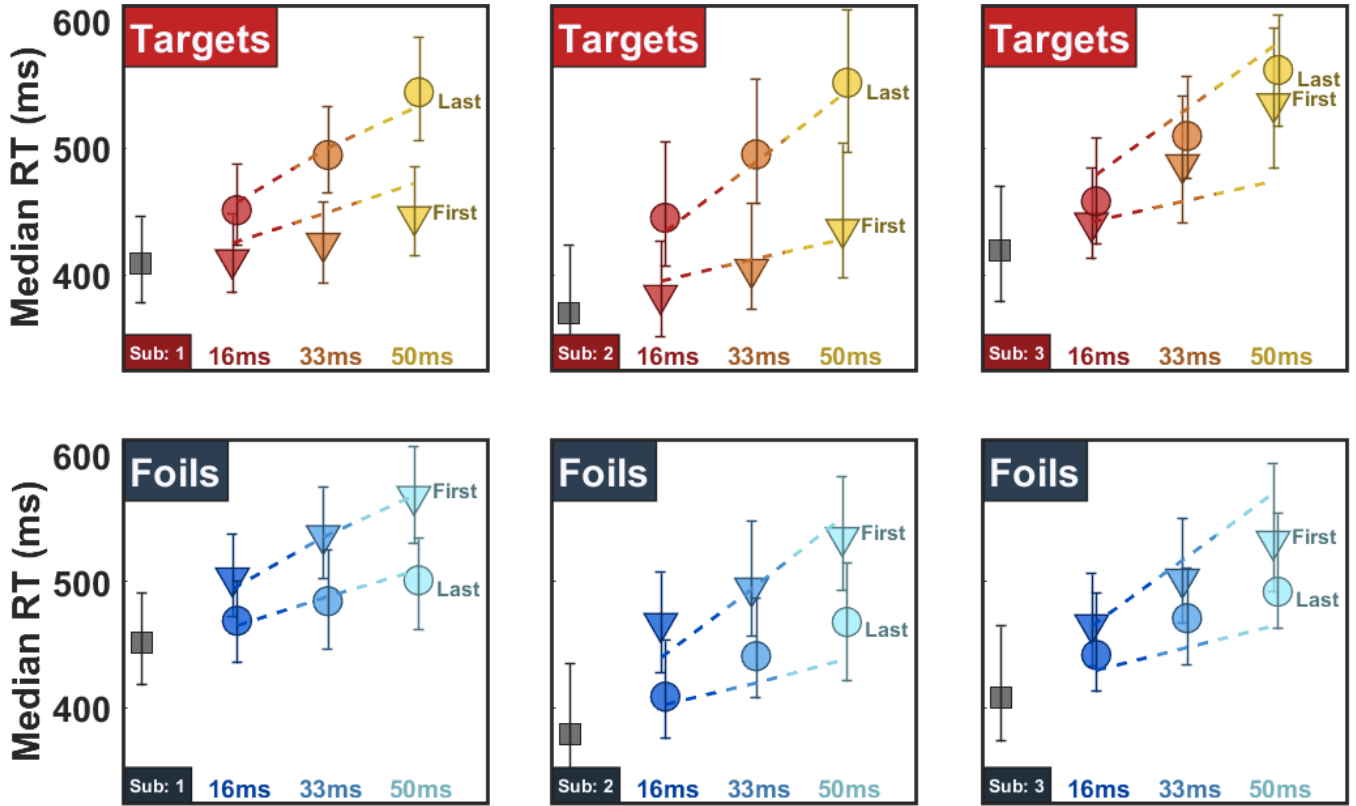 Median RT (ms)
600
500
400
Targets
Last
First
Sub: 1
16ms
33ms
50ms
Targets
Last
First
Sub: 2
16ms
33ms
50ms
Targets
Last
First
Sub: 3
16ms
33ms
50ms
Median RT (ms)
600
500
400
Foils
First
Last
Sub: 1
16ms
33ms
50ms
Foils
First
Last
Sub: 2
16ms
33ms
50ms
Foils
First
Last
Sub: 3
16ms
33ms
50ms